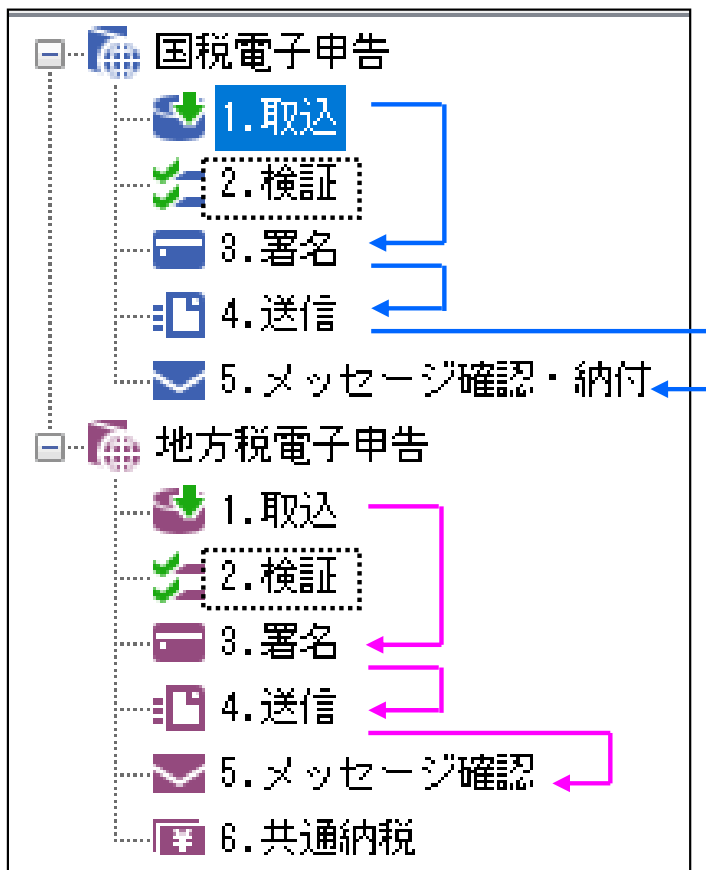 国税電子申告
1.取込
2.検証
3.署名
4.送信
5.メッセージ確認・納付
地方税電子申告
1.取込
2.検証
3.署名
4.送信
5.メッセージ確認
6.共通納税